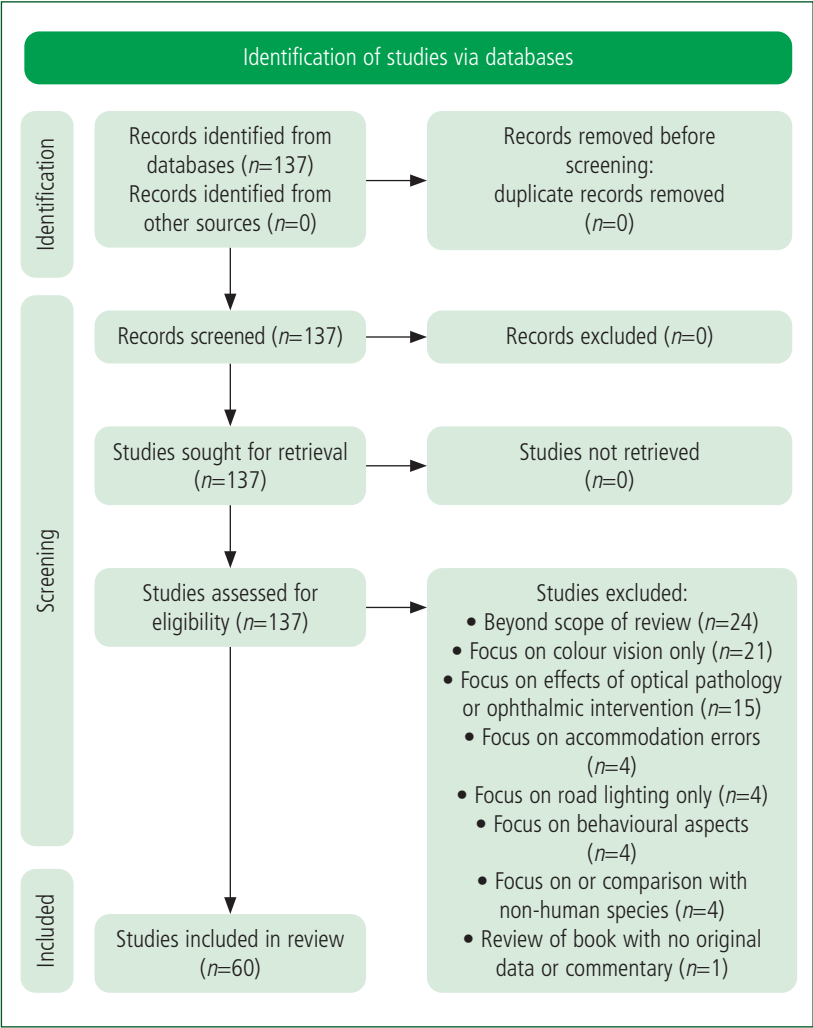 Identification of studies via databases
Identification
Records identified from
databases (n=137)
Records identified from
other sources (n=0)
Records removed before
screening:
duplicate records removed
(n=0)
Screening
Records screened (n=137)
Records excluded (n=0)
Studies sought for retrieval
(n=137)
Studies not retrieved
(n=0)
Studies assessed for
eligibility (n=137)
Studies excluded:
• Beyond scope of review (n=24)
• Focus on colour vision only (n=21)
• Focus on effects of optical pathology
or ophthalmic intervention (n=15)
• Focus on accommodation errors
(n=4)
• Focus on road lighting only (n=4)
• Focus on behavioural aspects
(n=4)
• Focus on or comparison with
non-human species (n=4)
• Review of book with no original
data or commentary (n=1)
Included
Studies included in review
(n=60)